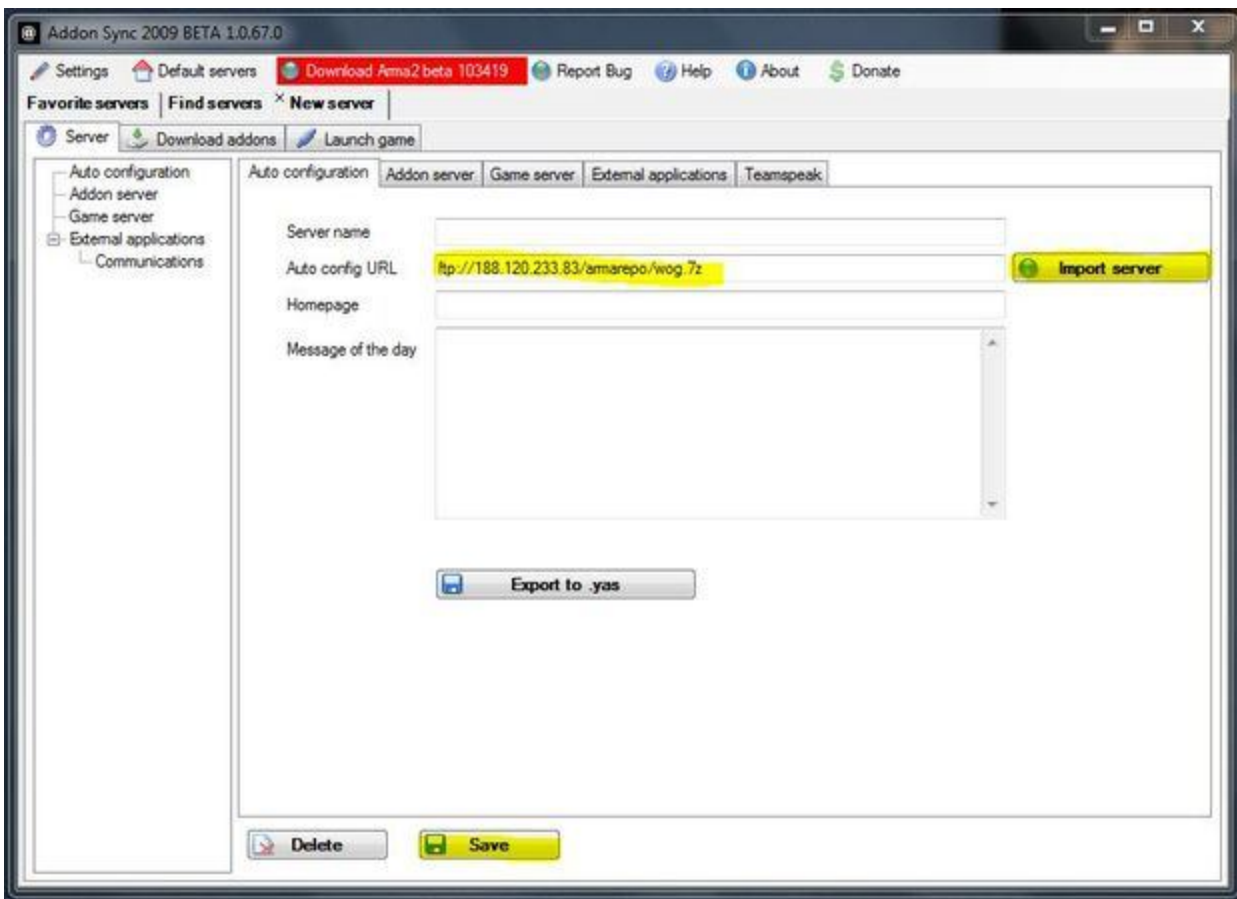 Addon Sync 2009 BETA 1.0.67.0
Settings Default servers Download Arma2 beta 103419 Report Bug Help About Donate
Favorite servers Find servers New server
Server Download addons Launch game
Auto configuration
Addon server
Game server
External applications
Communications
Auto configuration Addon server Game server External applications Teamspeak
Server name
Auto config URL ftp://188.120.233.83/armarepo/wog.7z Import server
Homepage
Message of the day
Export to .yas
Delete Save